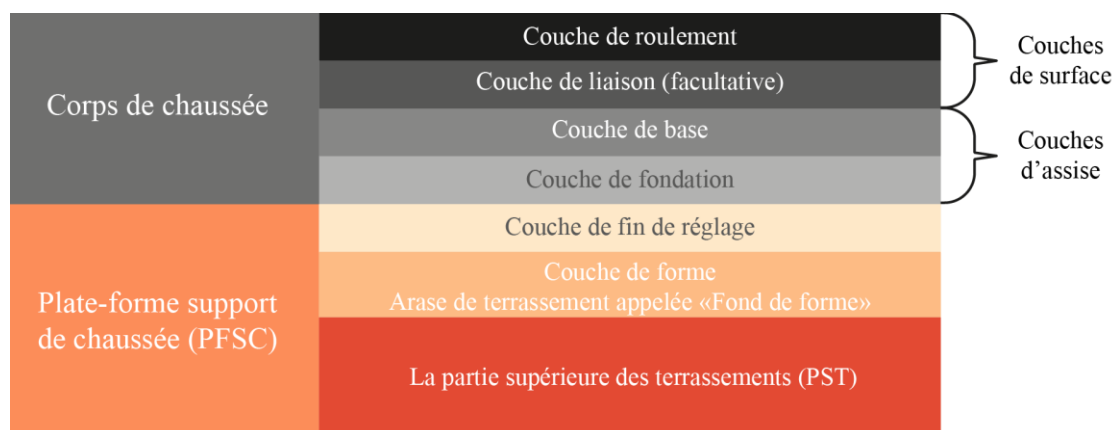 Corps de chaussée
Couche de roulement
Couche de liaison (facultative)
Couche de base
Couche de fondation
Couches
de surface
Couches
d’assise
Plate-forme support
de chaussée (PFSC)
Couche de fin de réglage
Couche de forme
Arase de terrassement appelée «Fond de forme»
La partie supérieure des terrassements (PST)